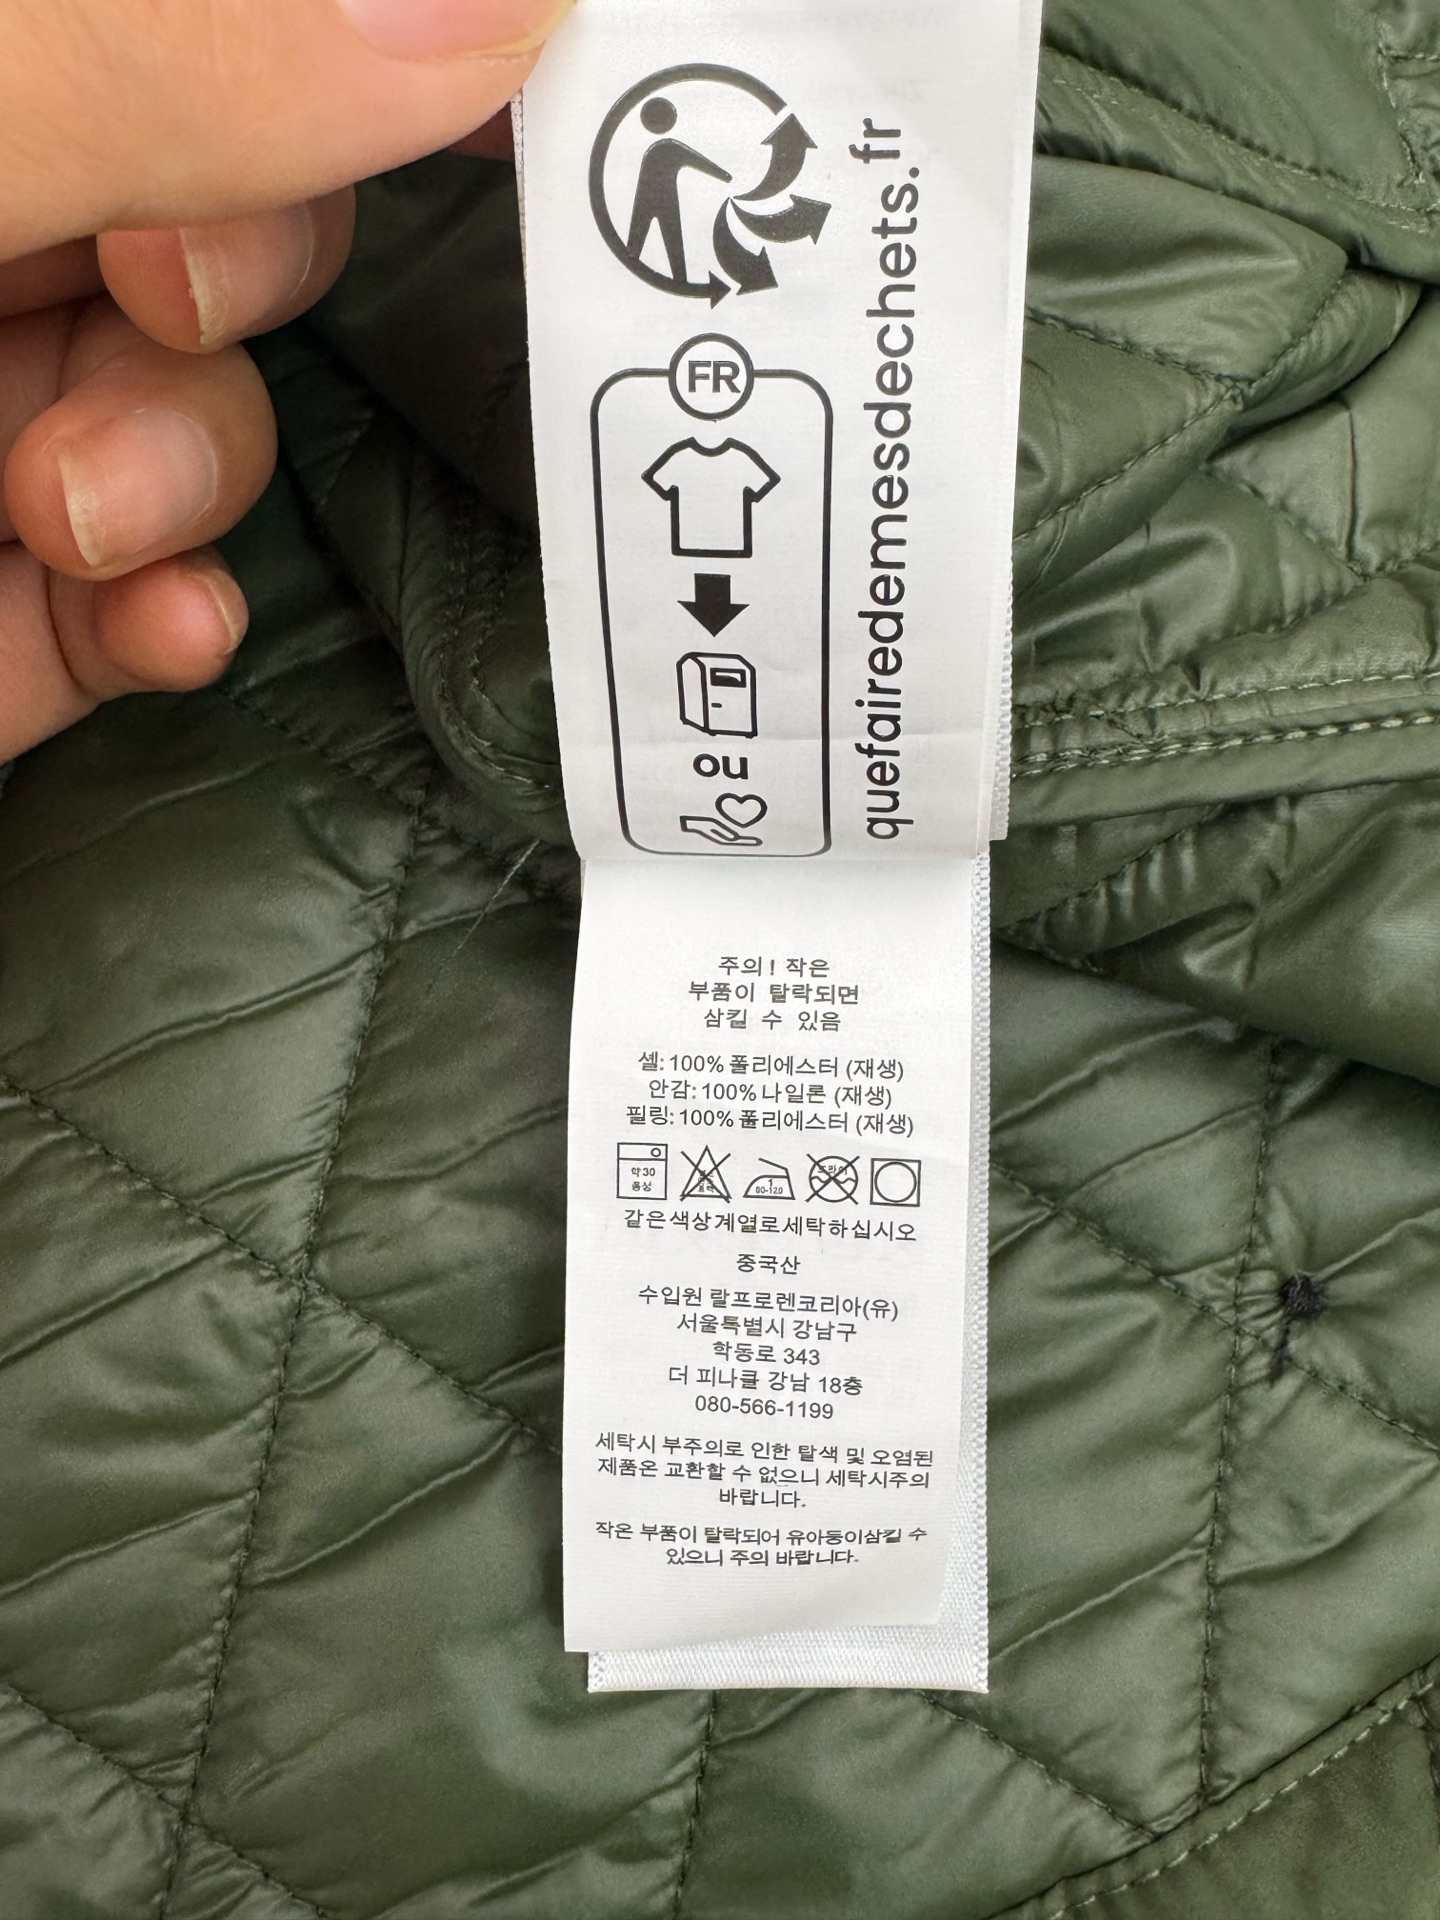 FR
ou
quefairedemesdechets.fr
주의! 작은
부품이 탈락되면
삼킬 수 있음
셸: 100% 폴리에스터 (재생)
안감: 100% 나일론 (재생)
필링: 100% 폴리에스터 (재생)
약 30
중성
1
80-120
드라이
같은색상계열로세탁하십시오
중국산
수입원 랄프로렌코리아(유)
서울특별시 강남구
학동로 343
더 피나클 강남 18층
080-566-1199
세탁시 부주의로 인한 탈색 및 오염된
제품은 교환할 수 없으니 세탁시주의
바랍니다.
작은 부품이 탈락되어 유아둥이삼킬 수
있으니 주의 바랍니다.